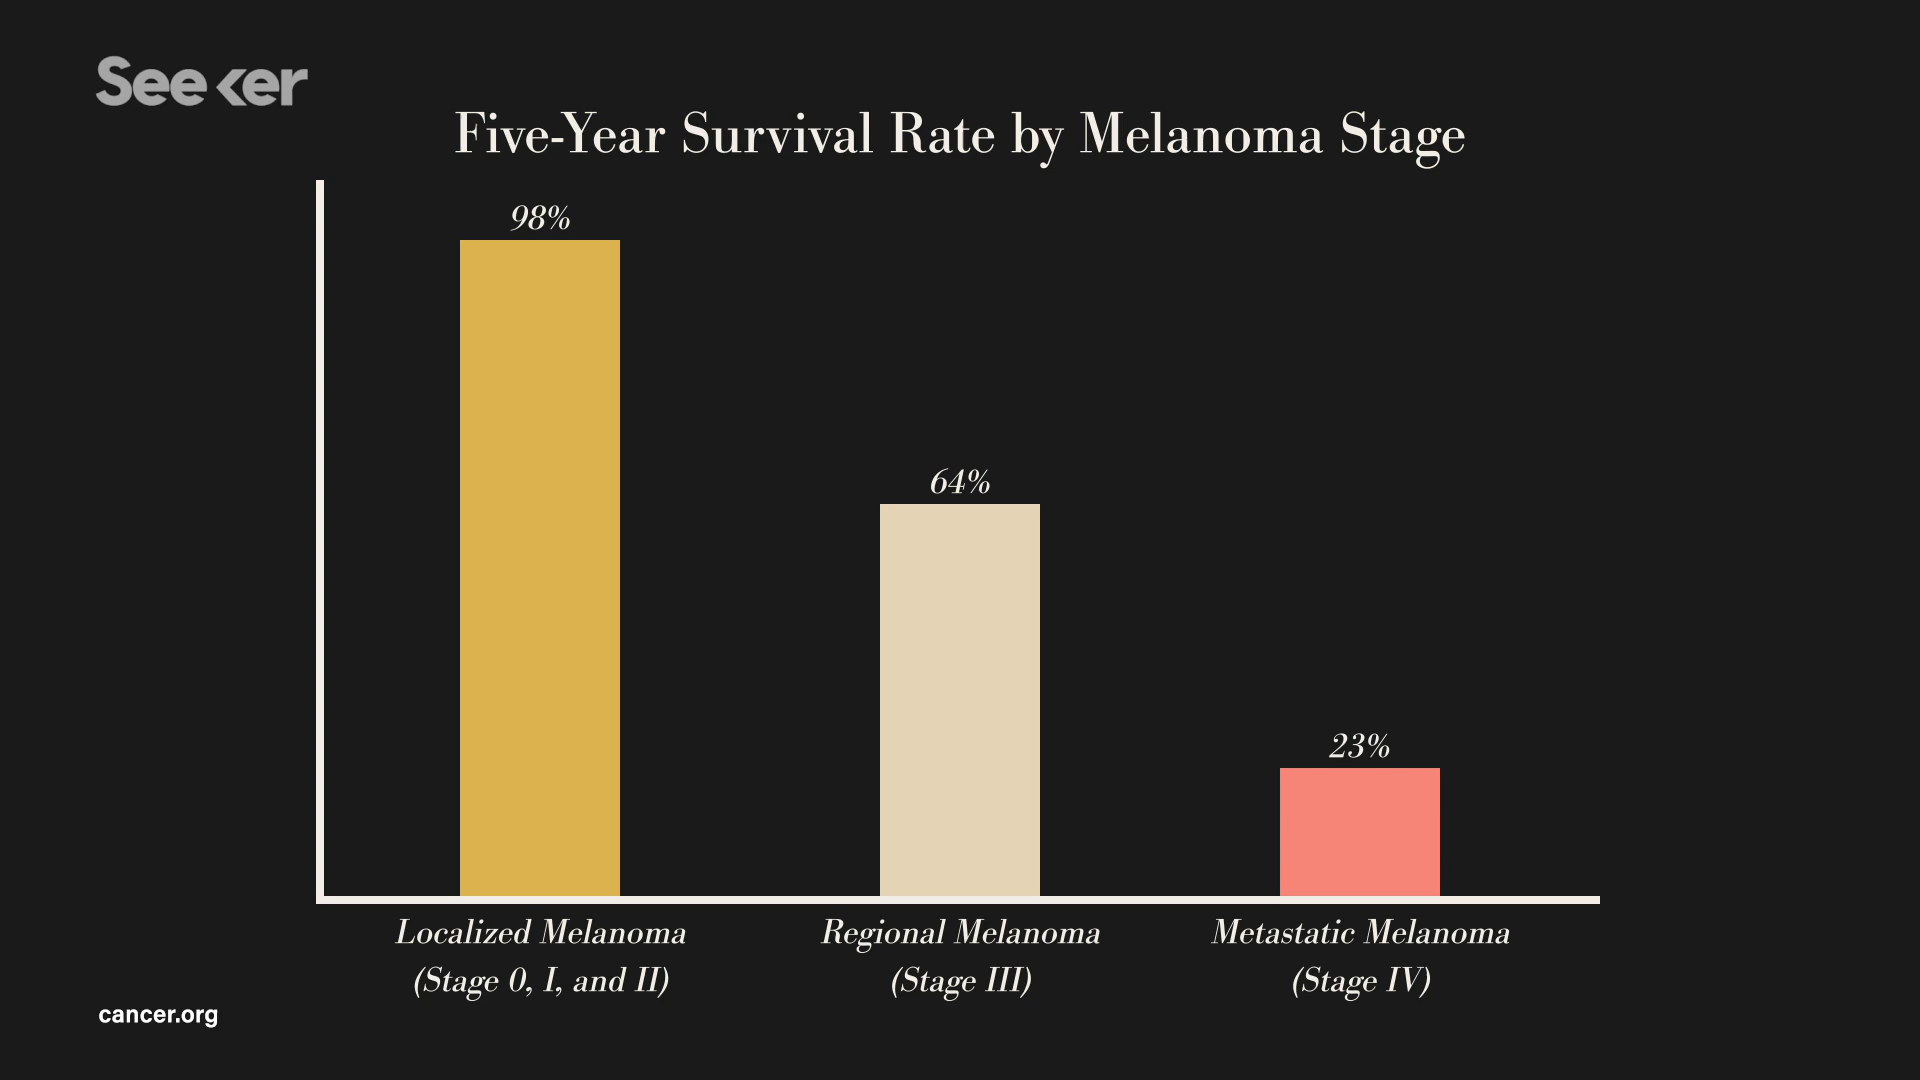 Seeker
Five-Year Survival Rate by Melanoma Stage
98%
64%
23%
Localized Melanoma
(Stage 0, I, and II)
Regional Melanoma
(Stage III)
Metastatic Melanoma
(Stage IV)
cancer.org